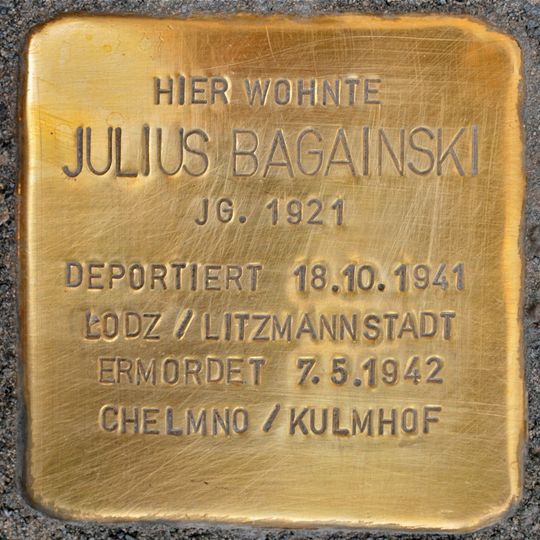 HIER WOHNTE
JULIUS BAGAINSKI
JG. 1921
DEPORTIERT 18.10.1941
ŁODZ / LITZMANNSTADT
ERMORDET 7.5.1942
CHELMNO / KULMHOF